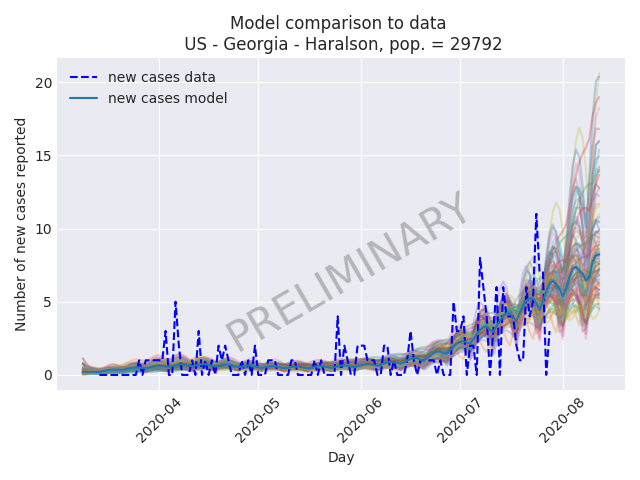 Model comparison to data
US - Georgia - Haralson, pop. = 29792
new cases data
new cases model
Number of new cases reported
20
15
10
5
0
PRELIMINARY
2020-04
2020-05
2020-06
2020-07
2020-08
Day